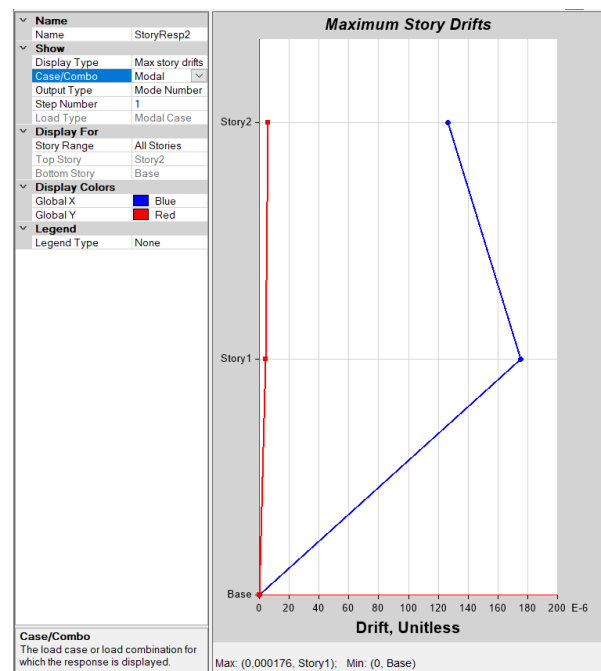 Name
Name StoryResp2
Show
Display Type Max story drifts
Case/Combo Modal
Output Type Mode Number
Step Number 1
Load Type Modal Case
Display For
Story Range All Stories
Top Story Story2
Bottom Story Base
Display Colors
Global X Blue
Global Y Red
Legend
Legend Type None
Case/Combo
The load case or load combination for
which the response is displayed.
Maximum Story Drifts
Story2
Story1
Base
0 20 40 60 80 100 120 140 160 180 200 E-6
Drift, Unitless
Max: (0,000176, Story1); Min: (0, Base)